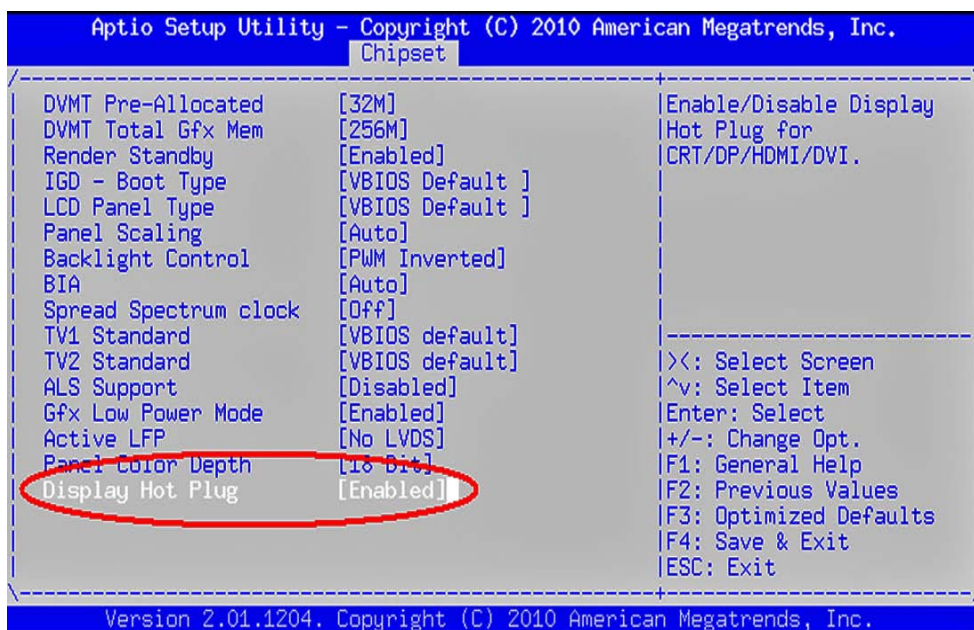 Aptio Setup Utility – Copyright (C) 2010 American Megatrends, Inc.
Chipset
DVMT Pre-Allocated [32M]
DVMT Total Gfx Mem [256M]
Render Standby [Enabled]
IGD – Boot Type [VBIOS Default ]
LCD Panel Type [VBIOS Default ]
Panel Scaling [Auto]
Backlight Control [PWM Inverted]
BIA [Auto]
Spread Spectrum clock [Off]
TV1 Standard [VBIOS default]
TV2 Standard [VBIOS default]
ALS Support [Disabled]
Gfx Low Power Mode [Enabled]
Active LFP [No LVDS]
Panel Color Depth [18 Bit]
Display Hot Plug [Enabled]
Enable/Disable Display
Hot Plug for
CRT/DP/HDMI/DVI.
><: Select Screen
^v: Select Item
Enter: Select
+/-: Change Opt.
F1: General Help
F2: Previous Values
F3: Optimized Defaults
F4: Save & Exit
ESC: Exit
Version 2.01.1204. Copyright (C) 2010 American Megatrends, Inc.